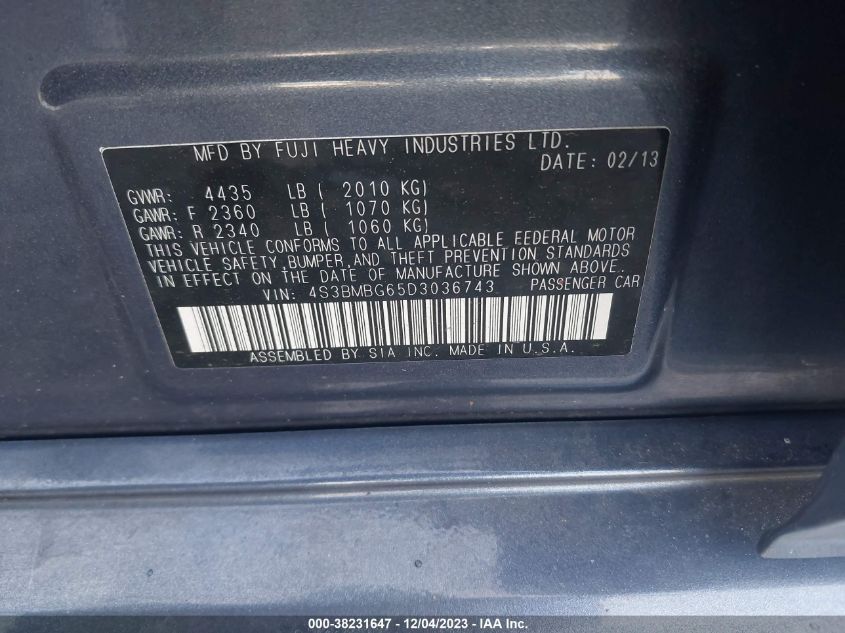 MFD BY FUJI HEAVY INDUSTRIES LTD.
DATE: 02/13
GVWR: 4435 LB ( 2010 KG)
GAWR: F 2360 LB ( 1070 KG)
GAWR: R 2340 LB ( 1060 KG)
THIS VEHICLE CONFORMS TO ALL APPLICABLE FEDERAL MOTOR
VEHICLE SAFETY, BUMPER, AND THEFT PREVENTION STANDARDS
IN EFFECT ON THE DATE OF MANUFACTURE SHOWN ABOVE.
VIN: 4S3BMBG65D3036743 PASSENGER CAR
ASSEMBLED BY SIA INC. MADE IN U.S.A.
000-38231647 - 12/04/2023 - IAA Inc.